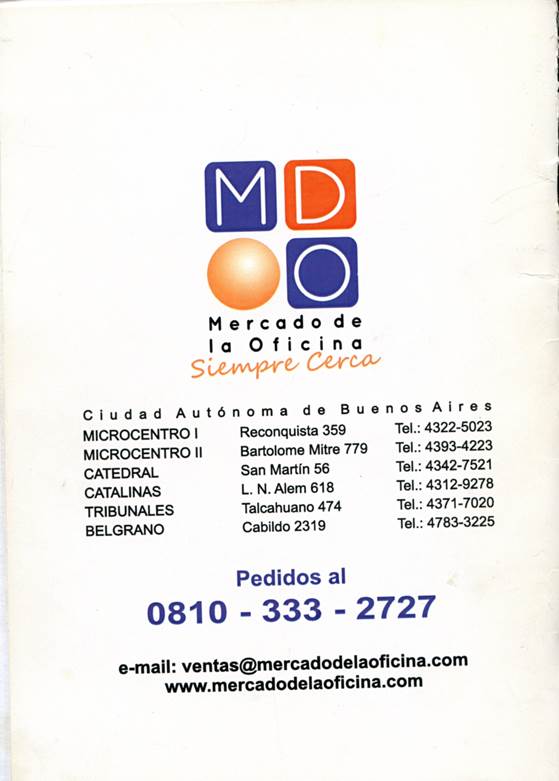 M D
O
Mercado de
la Oficina
Siempre Cerca
Ciudad Autónoma de Buenos Aires
MICROCENTRO I Reconquista 359 Tel.: 4322-5023
MICROCENTRO II Bartolome Mitre 779 Tel.: 4393-4223
CATEDRAL San Martín 56 Tel.: 4342-7521
CATALINAS L. N. Alem 618 Tel.: 4312-9278
TRIBUNALES Talcahuano 474 Tel.: 4371-7020
BELGRANO Cabildo 2319 Tel.: 4783-3225
Pedidos al
0810 - 333 - 2727
e-mail: ventas@mercadodelaoficina.com
www.mercadodelaoficina.com